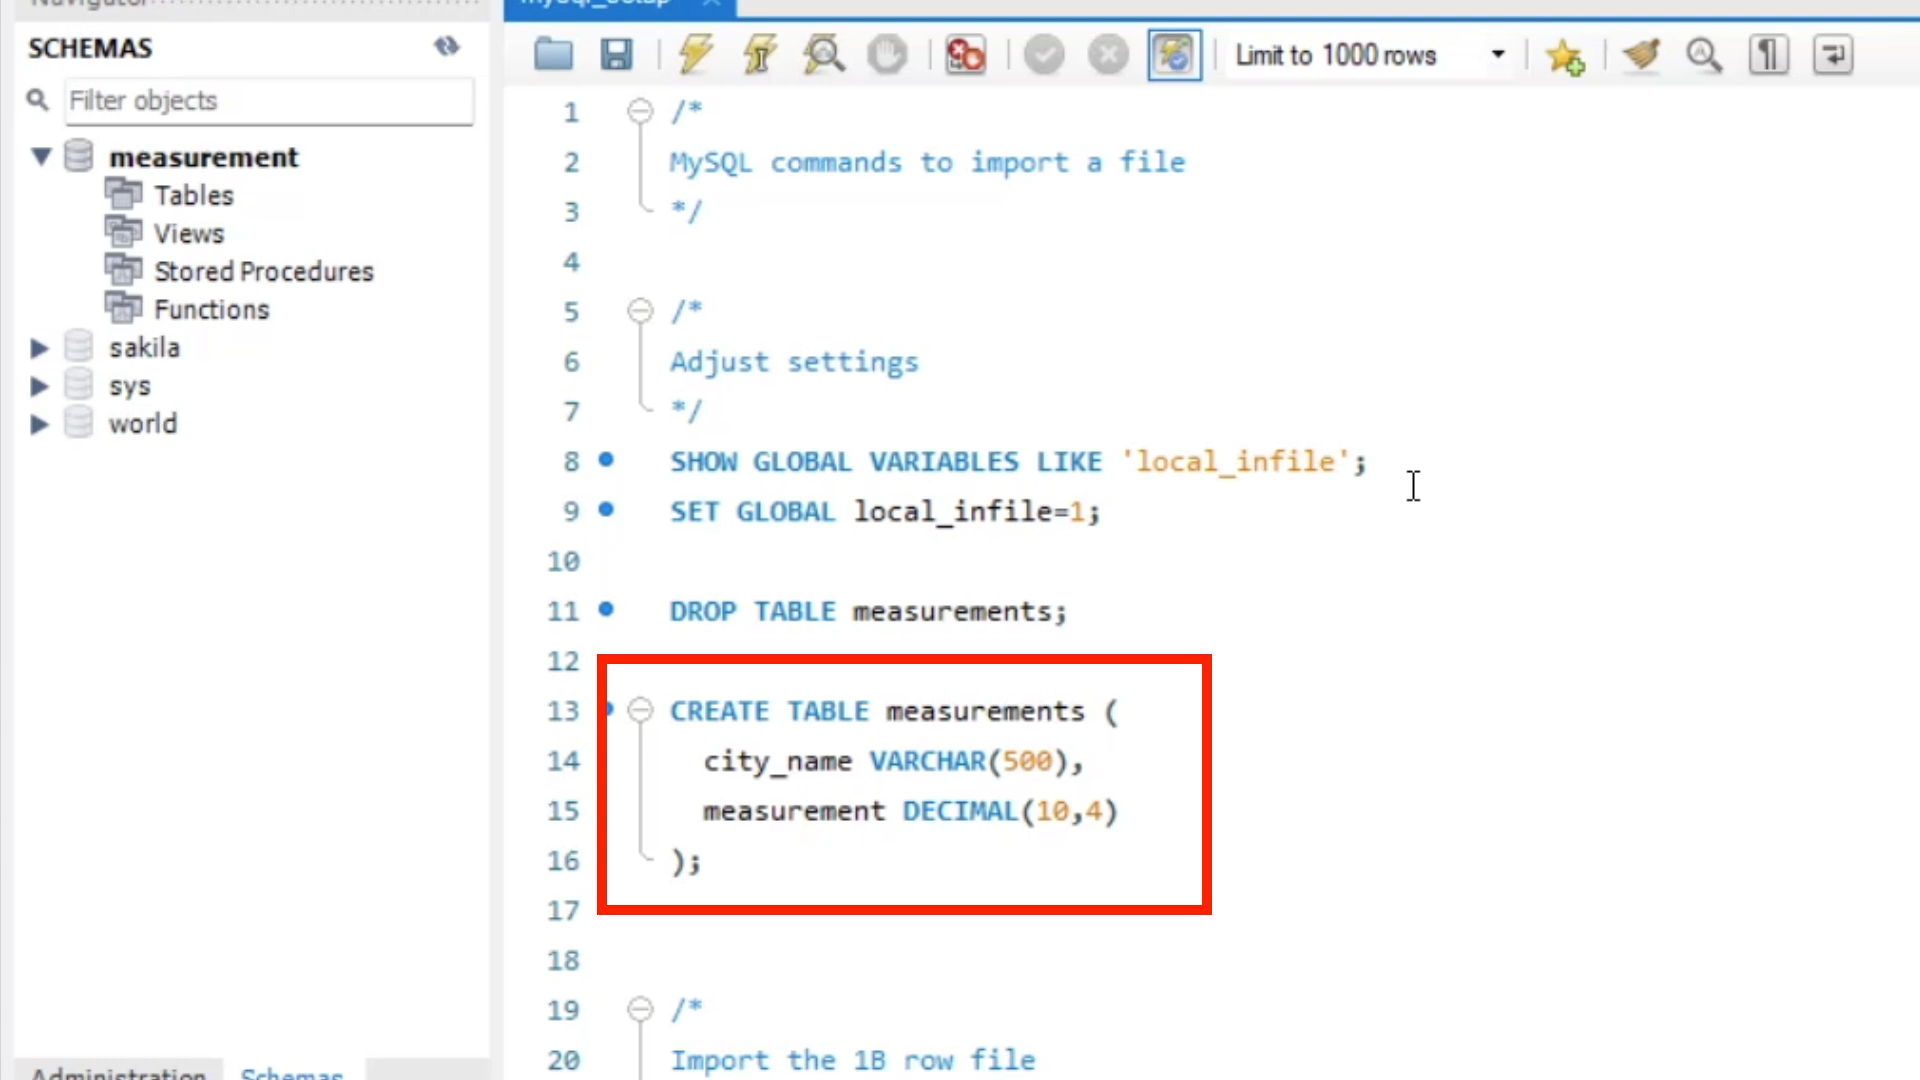 SCHEMAS
Filter objects
measurement
Tables
Views
Stored Procedures
Functions
sakila
sys
world
Administration
Schemas
Limit to 1000 rows
1 /*
2 MySQL commands to import a file
3 */
4
5 /*
6 Adjust settings
7 */
8 SHOW GLOBAL VARIABLES LIKE 'local_infile';
9 SET GLOBAL local_infile=1;
10
11 DROP TABLE measurements;
12
13 CREATE TABLE measurements (
14 city_name VARCHAR(500),
15 measurement DECIMAL(10,4)
16 );
17
18
19 /*
20 Import the 1B row file